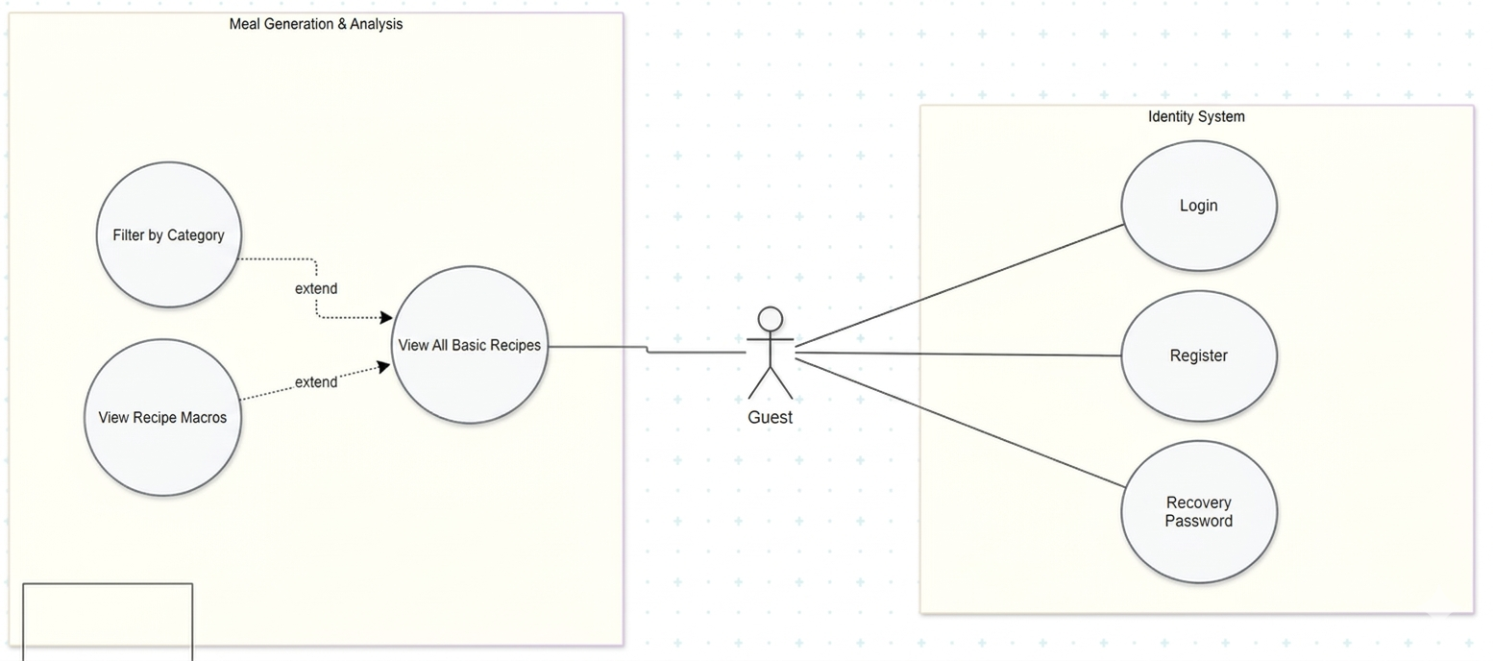 Meal Generation & Analysis
Filter by Category
extend
View All Basic Recipes
extend
View Recipe Macros
Guest
Identity System
Login
Register
Recovery
Password